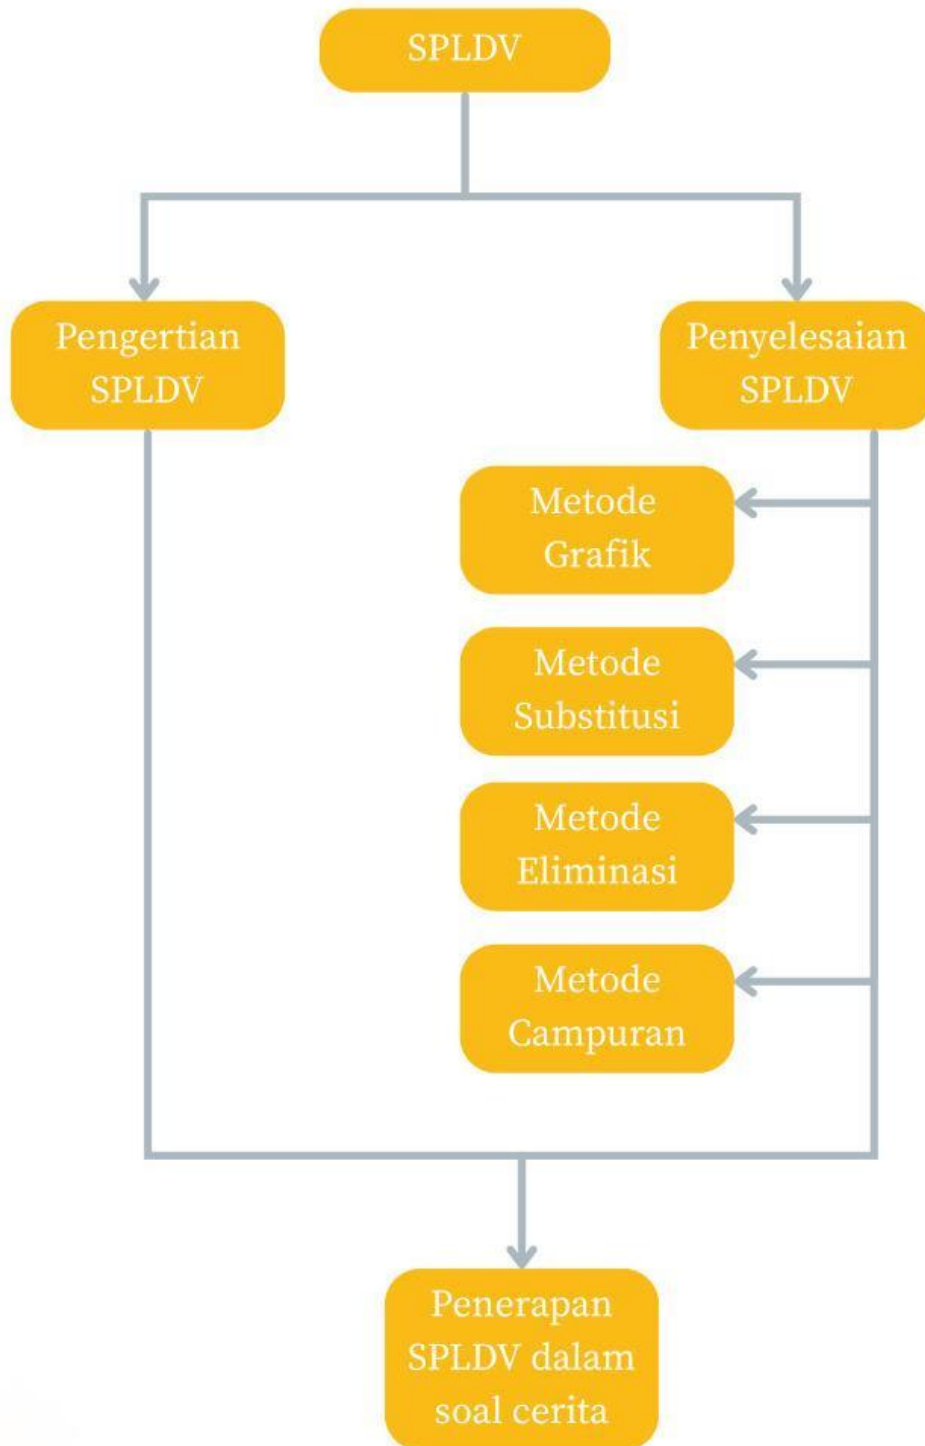 SPLDV
Pengertian
SPLDV
Penyelesaian
SPLDV
Metode
Grafik
Metode
Substitusi
Metode
Eliminasi
Metode
Campuran
Penerapan
SPLDV dalam
soal cerita